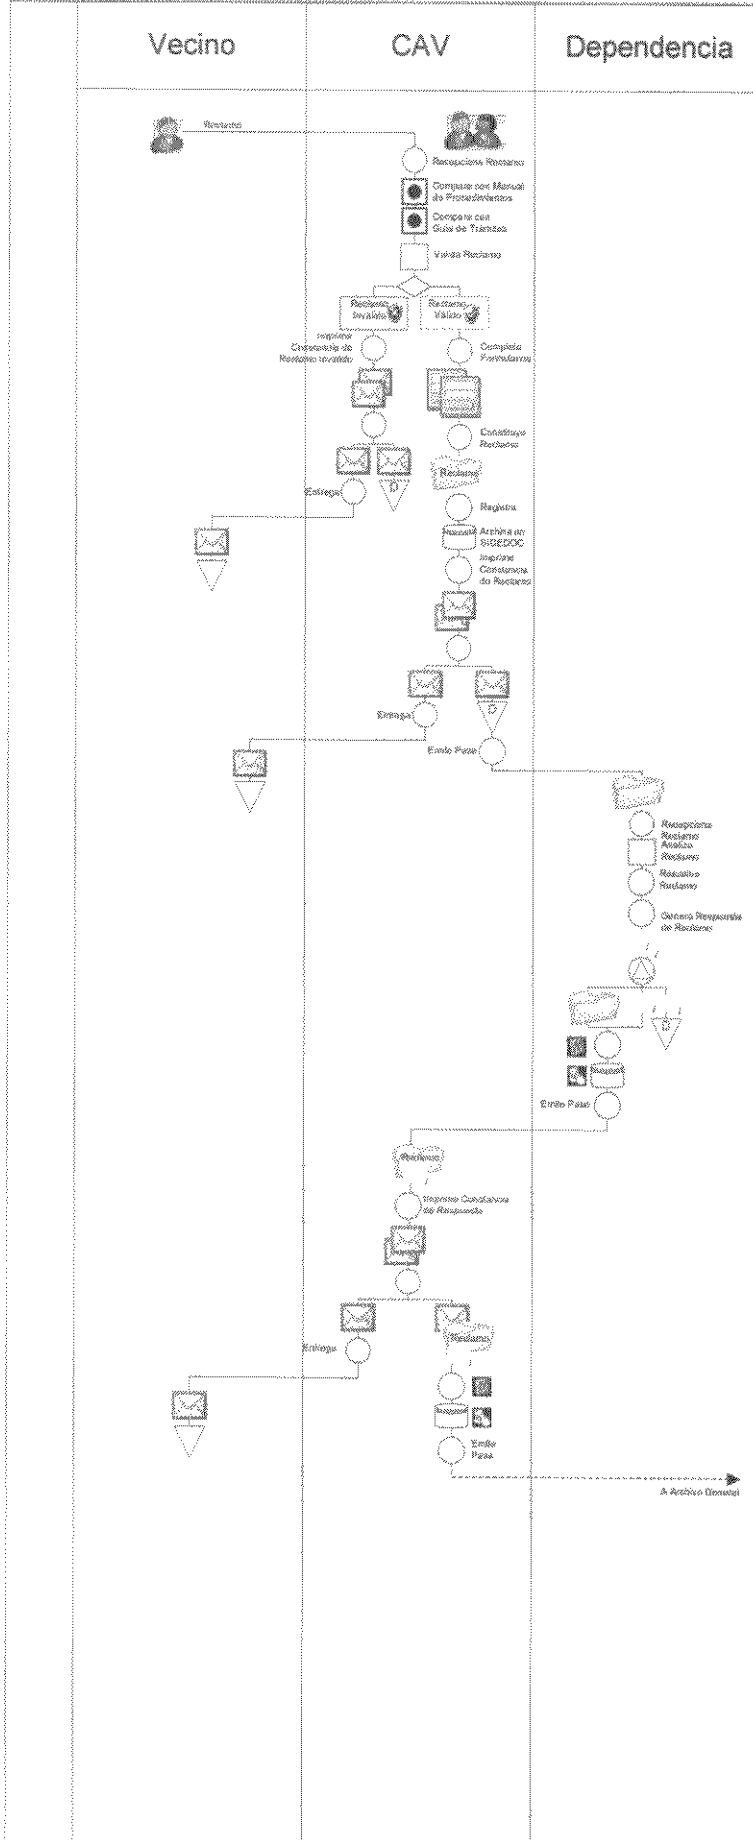 Vecino
CAV
Dependencia
Reclamo
Recepciona Reclamo
Compara con Manual
de Procedimientos
Compara con
Guía de Trámites
Valida Reclamo
Reclamo
Inválido
Reclamo
Válido
Imprime
Constancia de
Reclamo Inválido
Completa
Formularios
Constituye
Reclamo
Reclamo
D
Entrega
Registra
Archiva en
SIGEDOC
Imprime
Constancia
de Reclamo
D
Entrega
Emite Pase
Recepciona
Reclamo
Analiza
Reclamo
Resuelve
Reclamo
Genera Respuesta
de Reclamo
D
Emite Pase
Reclamo
Imprime Constancia
de Respuesta
Reclamo
Entrega
Emite
Pase
A Archivo General